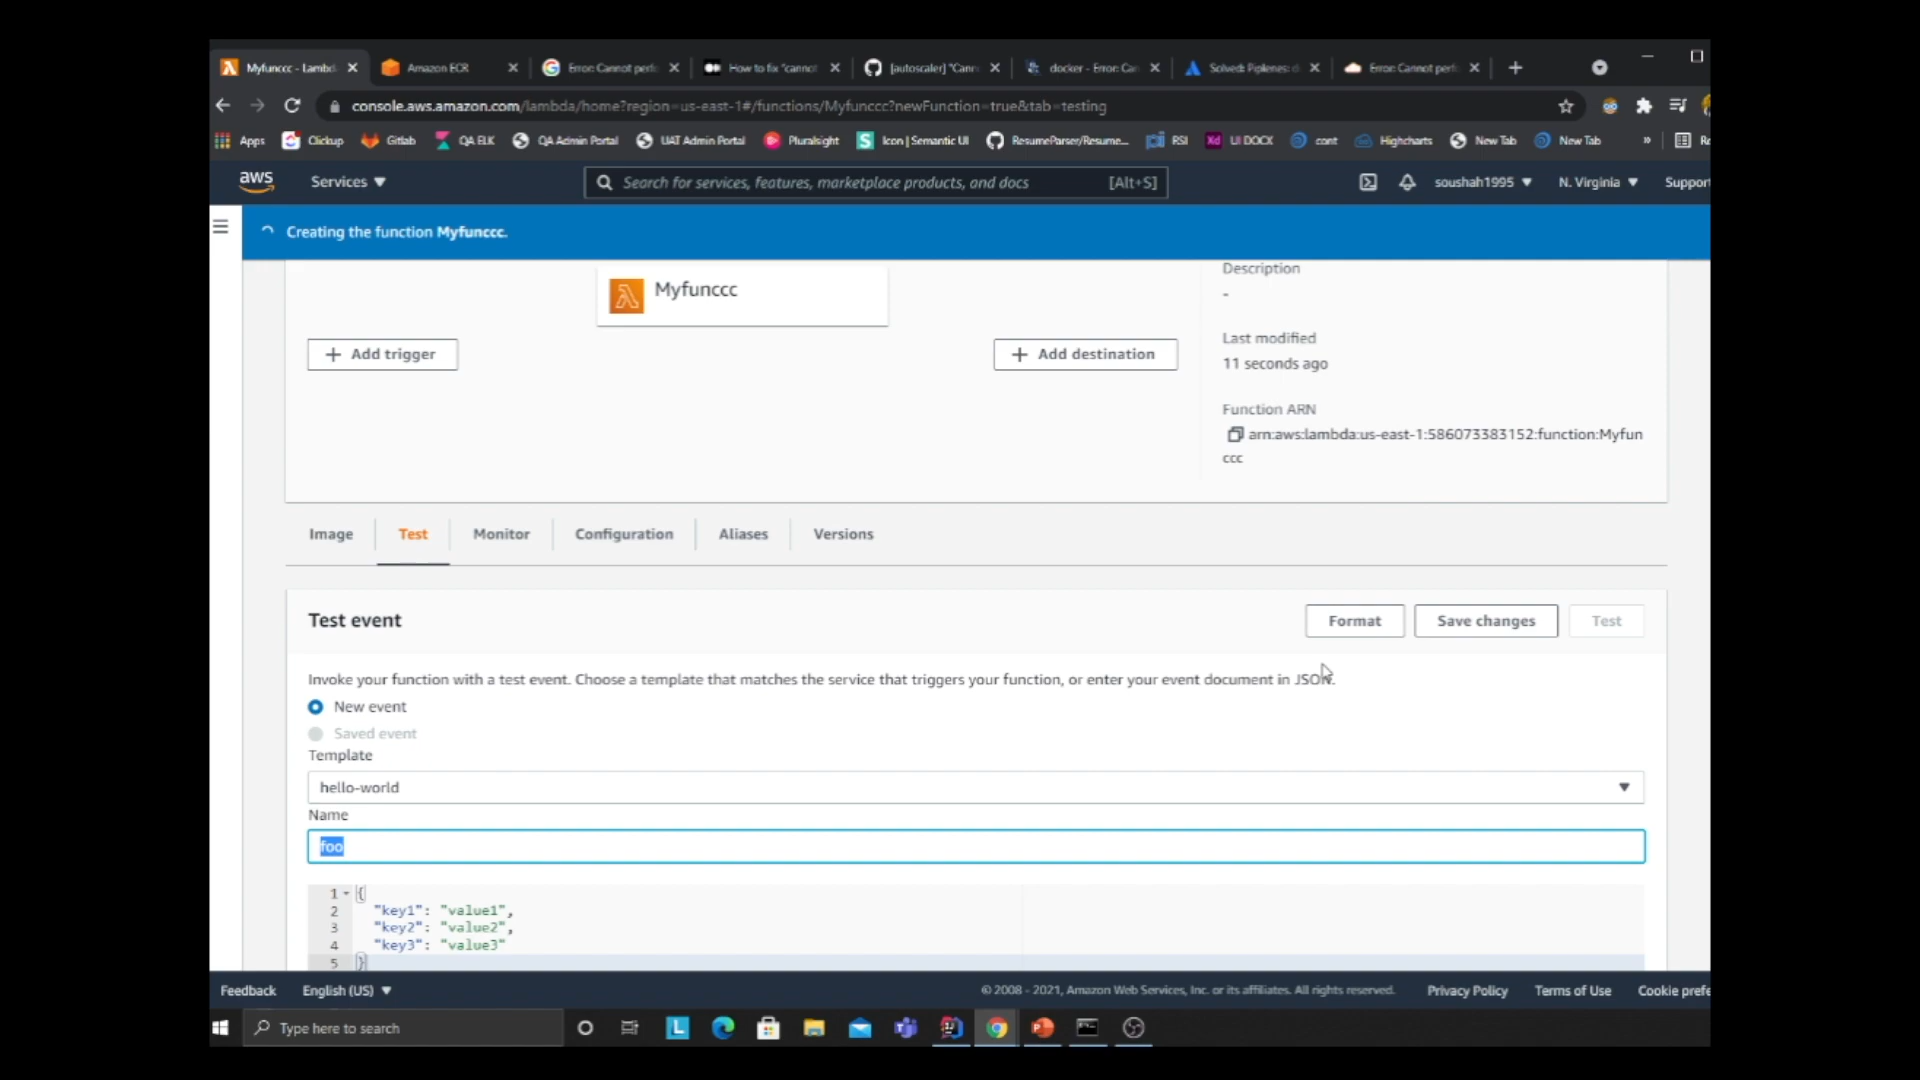 Myfunccc - Lambd
Amazon ECR
Error: Cannot perfo
How to fix "cannot
[autoscaler] "Cann
docker - Error: Can
Solved: Piplenes: d
Error: Cannot perfo
console.aws.amazon.com/lambda/home?region=us-east-1#/functions/Myfunccc?newFunction=true&tab=testing
Apps
Clickup
Gitlab
QA ELK
QA Admin Portal
UAT Admin Portal
Pluralsight
Icon | Semantic UI
ResumeParser/Resume...
RSI
UI DOCX
cont
Highcharts
New Tab
New Tab
»
aws
Services
Search for services, features, marketplace products, and docs
[Alt+S]
soushah1995
N. Virginia
Support
Creating the function Myfunccc.
Myfunccc
Description
-
Add trigger
Add destination
Last modified
11 seconds ago
Function ARN
arn:aws:lambda:us-east-1:586073383152:function:Myfun
ccc
Image
Test
Monitor
Configuration
Aliases
Versions
Test event
Format
Save changes
Test
Invoke your function with a test event. Choose a template that matches the service that triggers your function, or enter your event document in JSON.
New event
Saved event
Template
hello-world
Name
foo
1 {
2 "key1": "value1",
3 "key2": "value2",
4 "key3": "value3"
5 }
Feedback
English (US)
© 2008 - 2021, Amazon Web Services, Inc. or its affiliates. All rights reserved.
Privacy Policy
Terms of Use
Cookie prefe
Type here to search